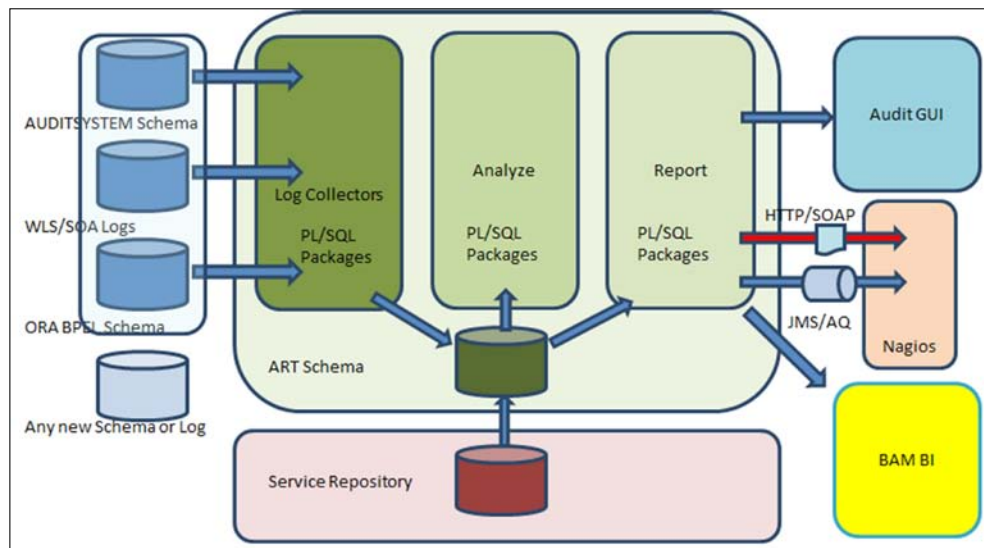 AUDITSYSTEM Schema
WLS/SOA Logs
ORA BPEL Schema
Any new Schema or Log
Log Collectors
PL/SQL
Packages
Analyze
PL/SQL
Packages
Report
PL/SQL
Packages
ART Schema
Service Repository
Audit GUI
HTTP/SOAP
JMS/AQ
Nagios
BAM BI